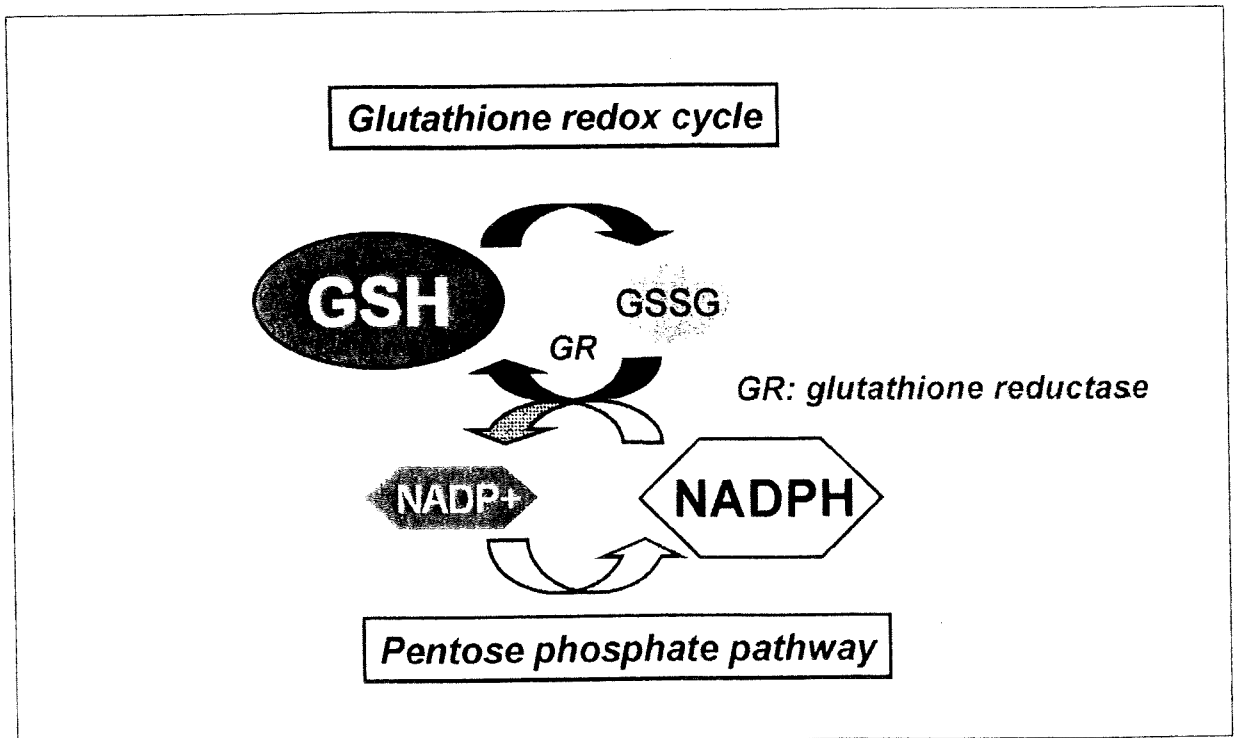 Glutathione redox cycle
GSH
GSSG
GR
GR: glutathione reductase
NADP+
NADPH
Pentose phosphate pathway